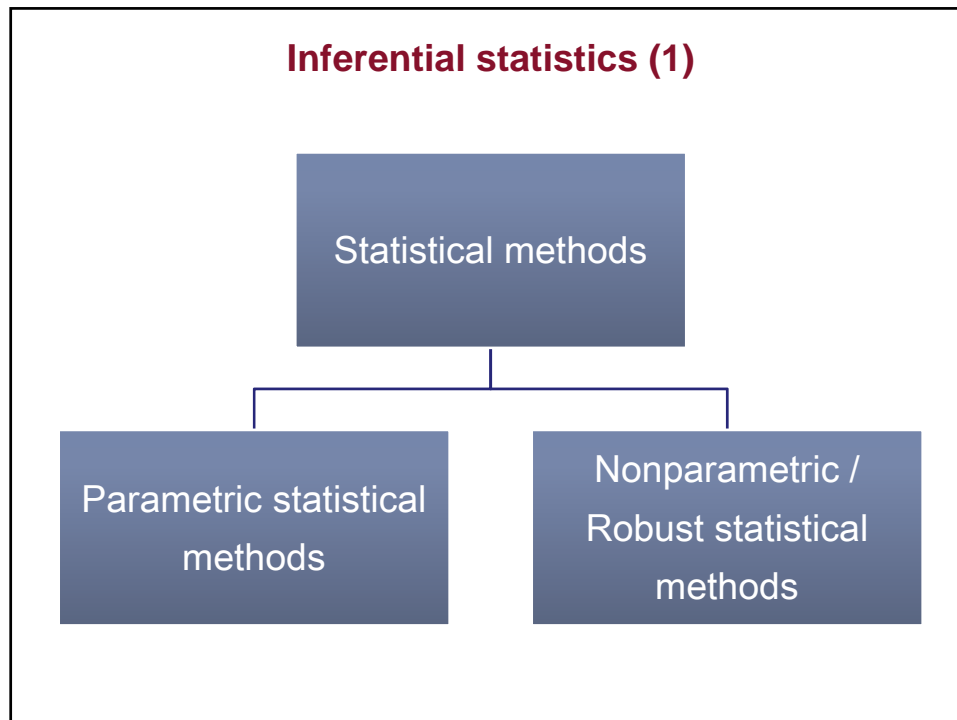 Inferential statistics (1)
Statistical methods
Parametric statistical
methods
Nonparametric /
Robust statistical
methods